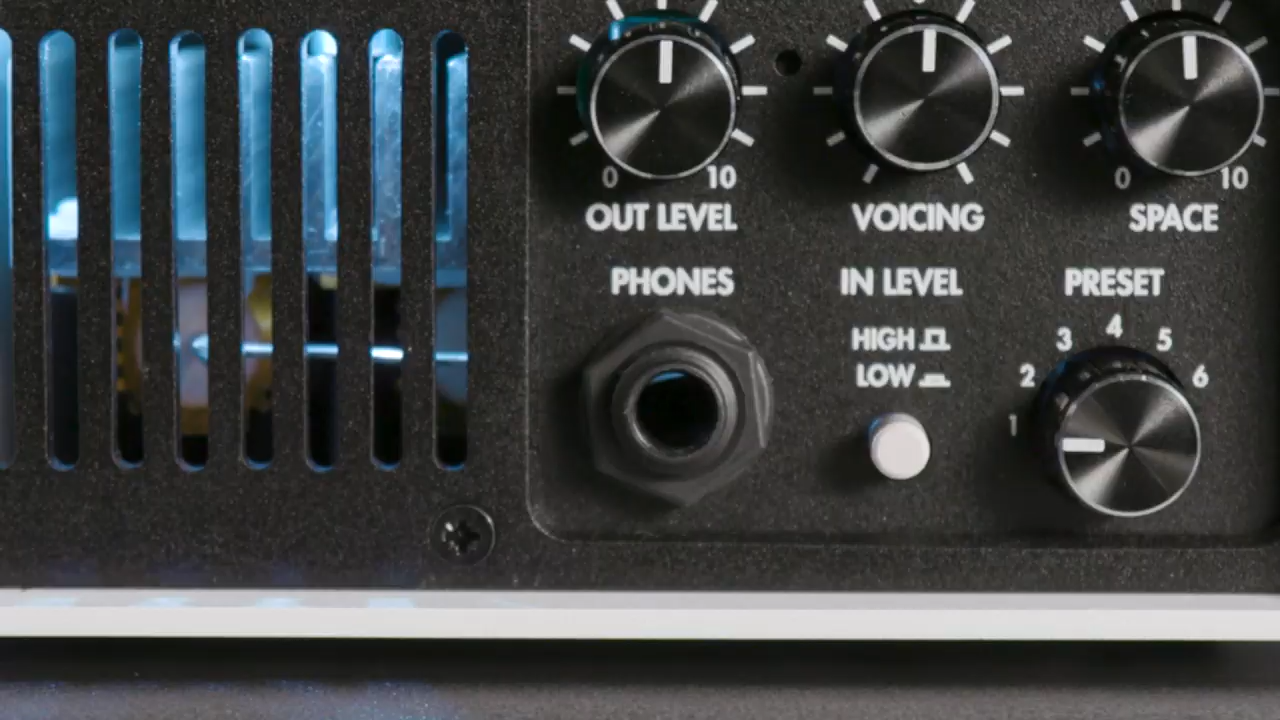 0 10
OUT LEVEL
VOICING
0 10
SPACE
PHONES
IN LEVEL
HIGH
LOW
PRESET
1 2 3 4 5 6